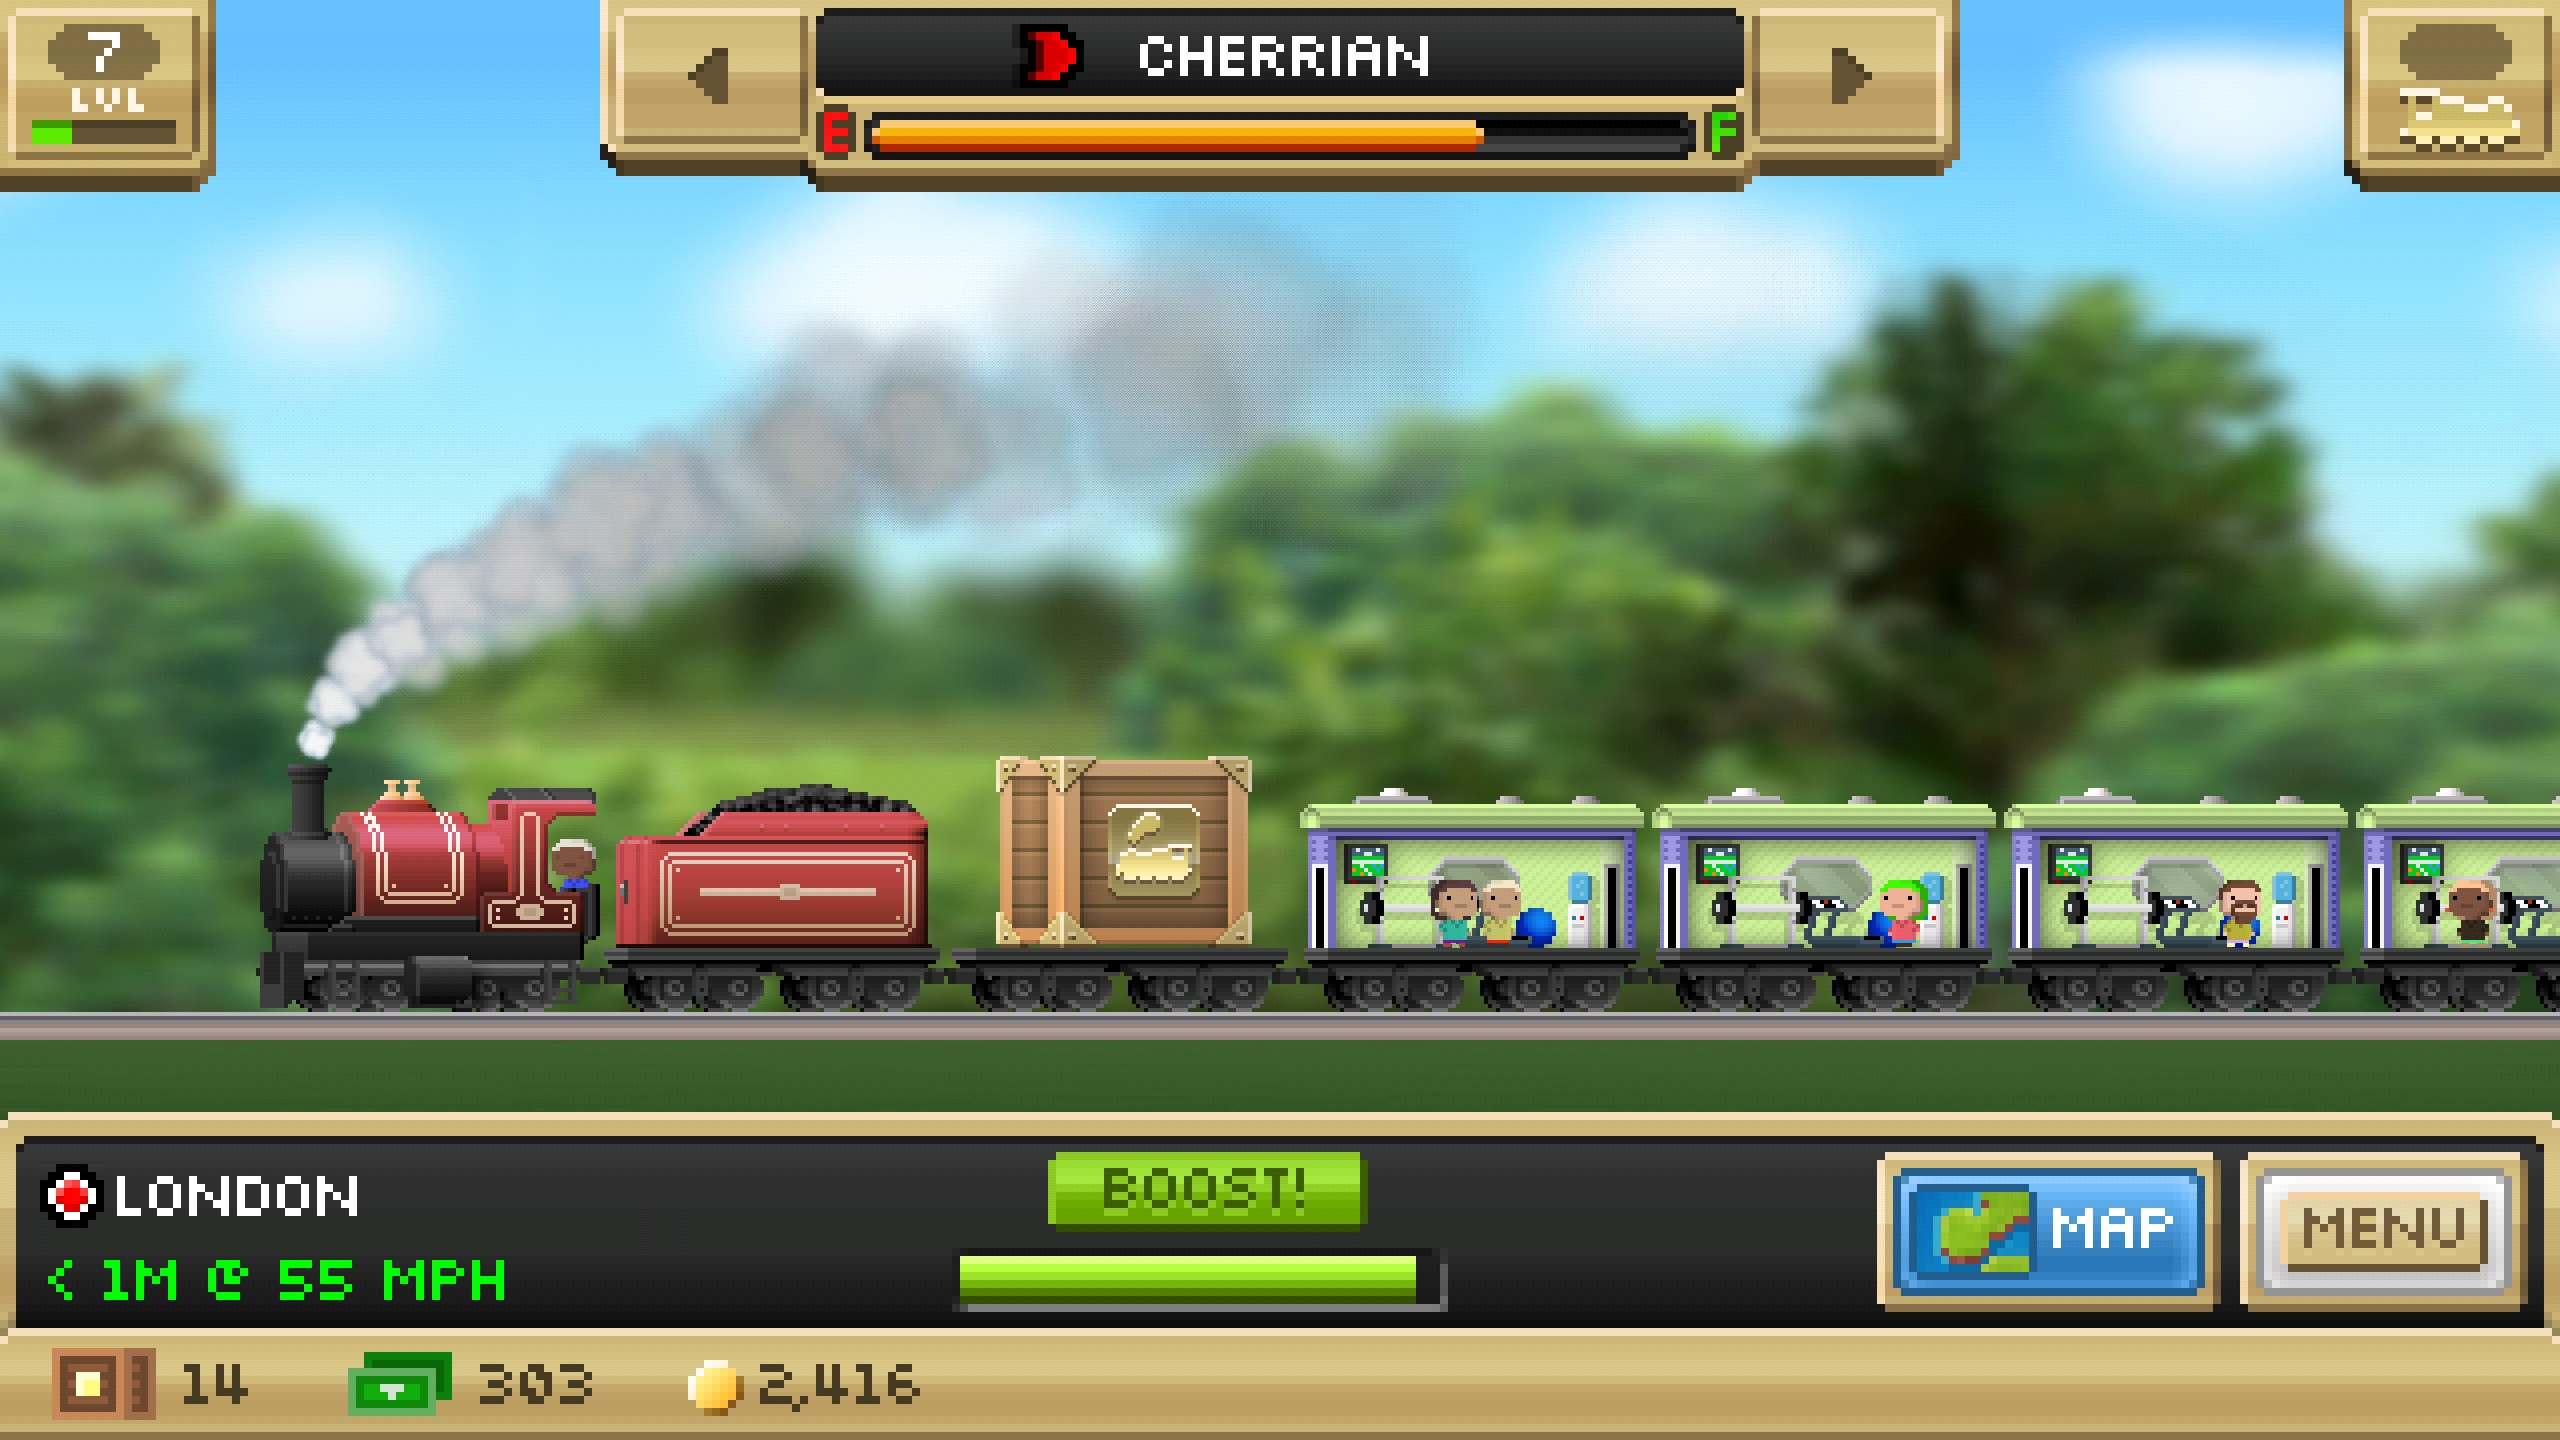 7
LVL
CHERRIAN
E F
LONDON
< 1M @ 55 MPH
BOOST!
MAP
MENU
14 303 2,416